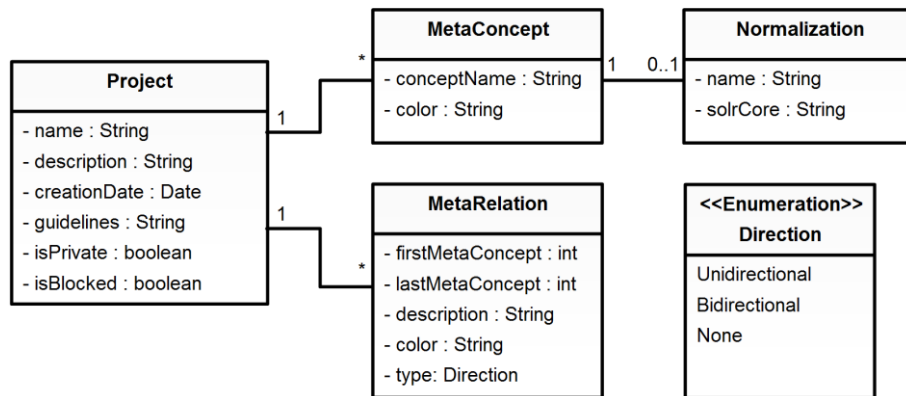 Project
- name : String
- description : String
- creationDate : Date
- guidelines : String
- isPrivate : boolean
- isBlocked : boolean
1
*
1
*
MetaConcept
- conceptName : String
- color : String
1
0..1
Normalization
- name : String
- solrCore : String
MetaRelation
- firstMetaConcept : int
- lastMetaConcept : int
- description : String
- color : String
- type: Direction
<<Enumeration>>
Direction
Unidirectional
Bidirectional
None